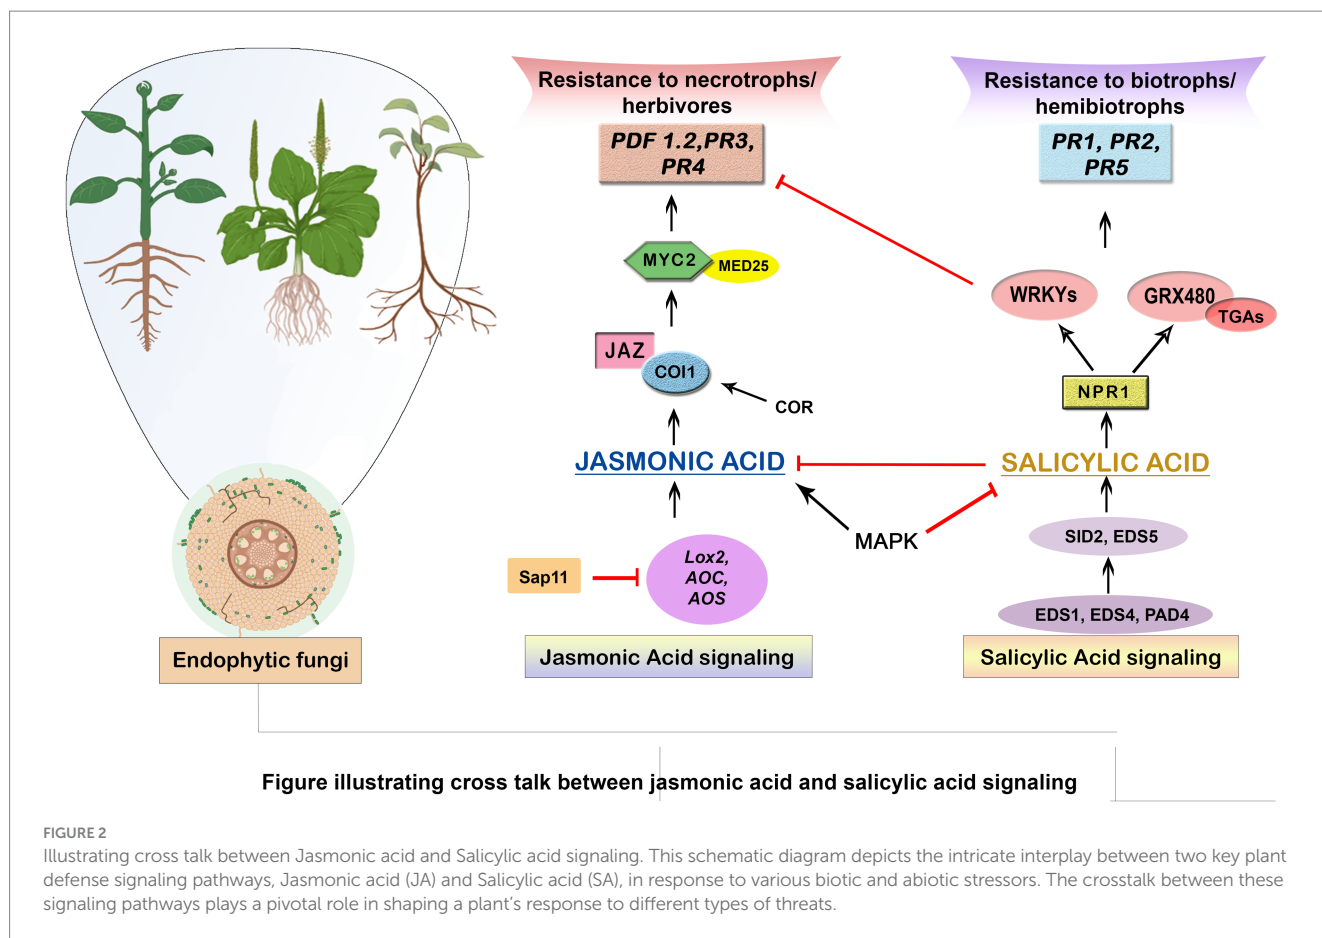 Resistance to necrotrophs/
herbivores
PDF 1.2,PR3,
PR4
MYC2
MED25
JAZ
COI1
COR
JASMONIC ACID
Lox2,
AOC,
AOS
Sap11
Jasmonic Acid signaling
MAPK
Resistance to biotrophs/
hemibiotrophs
PR1, PR2,
PR5
WRKYs
GRX480
TGAs
NPR1
SALICYLIC ACID
SID2, EDS5
EDS1, EDS4, PAD4
Salicylic Acid signaling
Endophytic fungi
Figure illustrating cross talk between jasmonic acid and salicylic acid signaling
FIGURE 2
Illustrating cross talk between Jasmonic acid and Salicylic acid signaling. This schematic diagram depicts the intricate interplay between two key plant
defense signaling pathways, Jasmonic acid (JA) and Salicylic acid (SA), in response to various biotic and abiotic stressors. The crosstalk between these
signaling pathways plays a pivotal role in shaping a plant’s response to different types of threats.